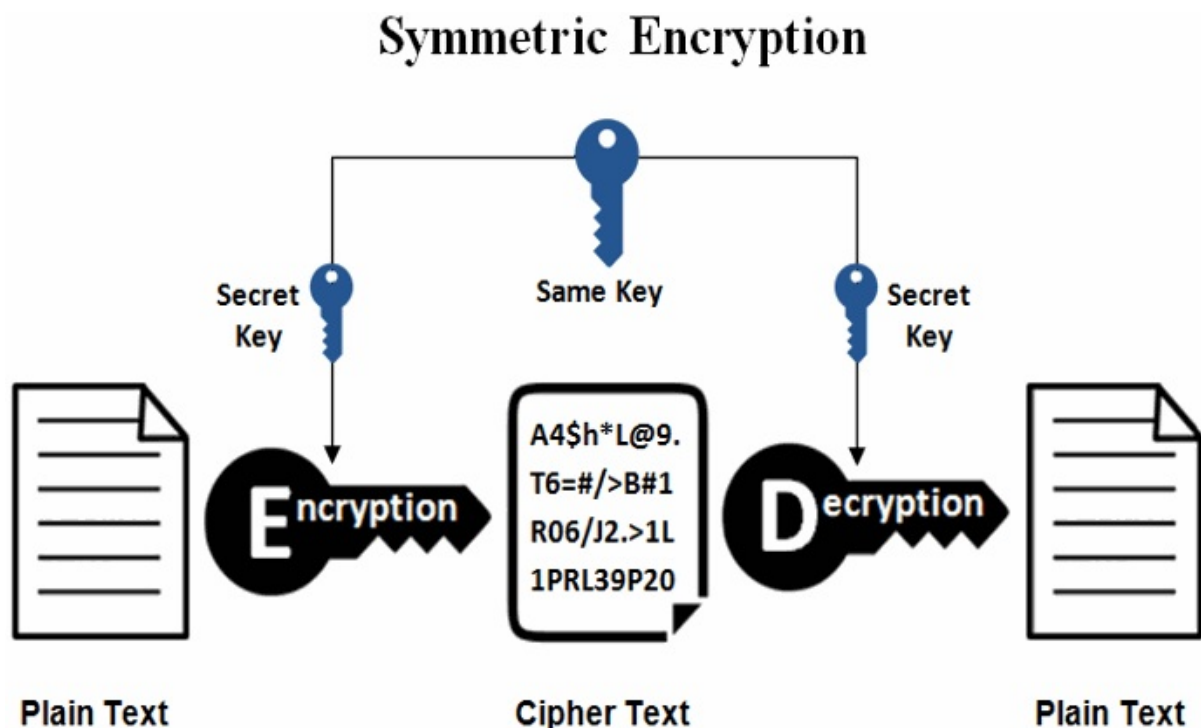 Symmetric Encryption
Same Key
Secret
Key
Secret
Key
Encryption
A4$h*L@9.
T6=#/>B#1
R06/J2.>1L
1PRL39P20
Decryption
Plain Text
Cipher Text
Plain Text